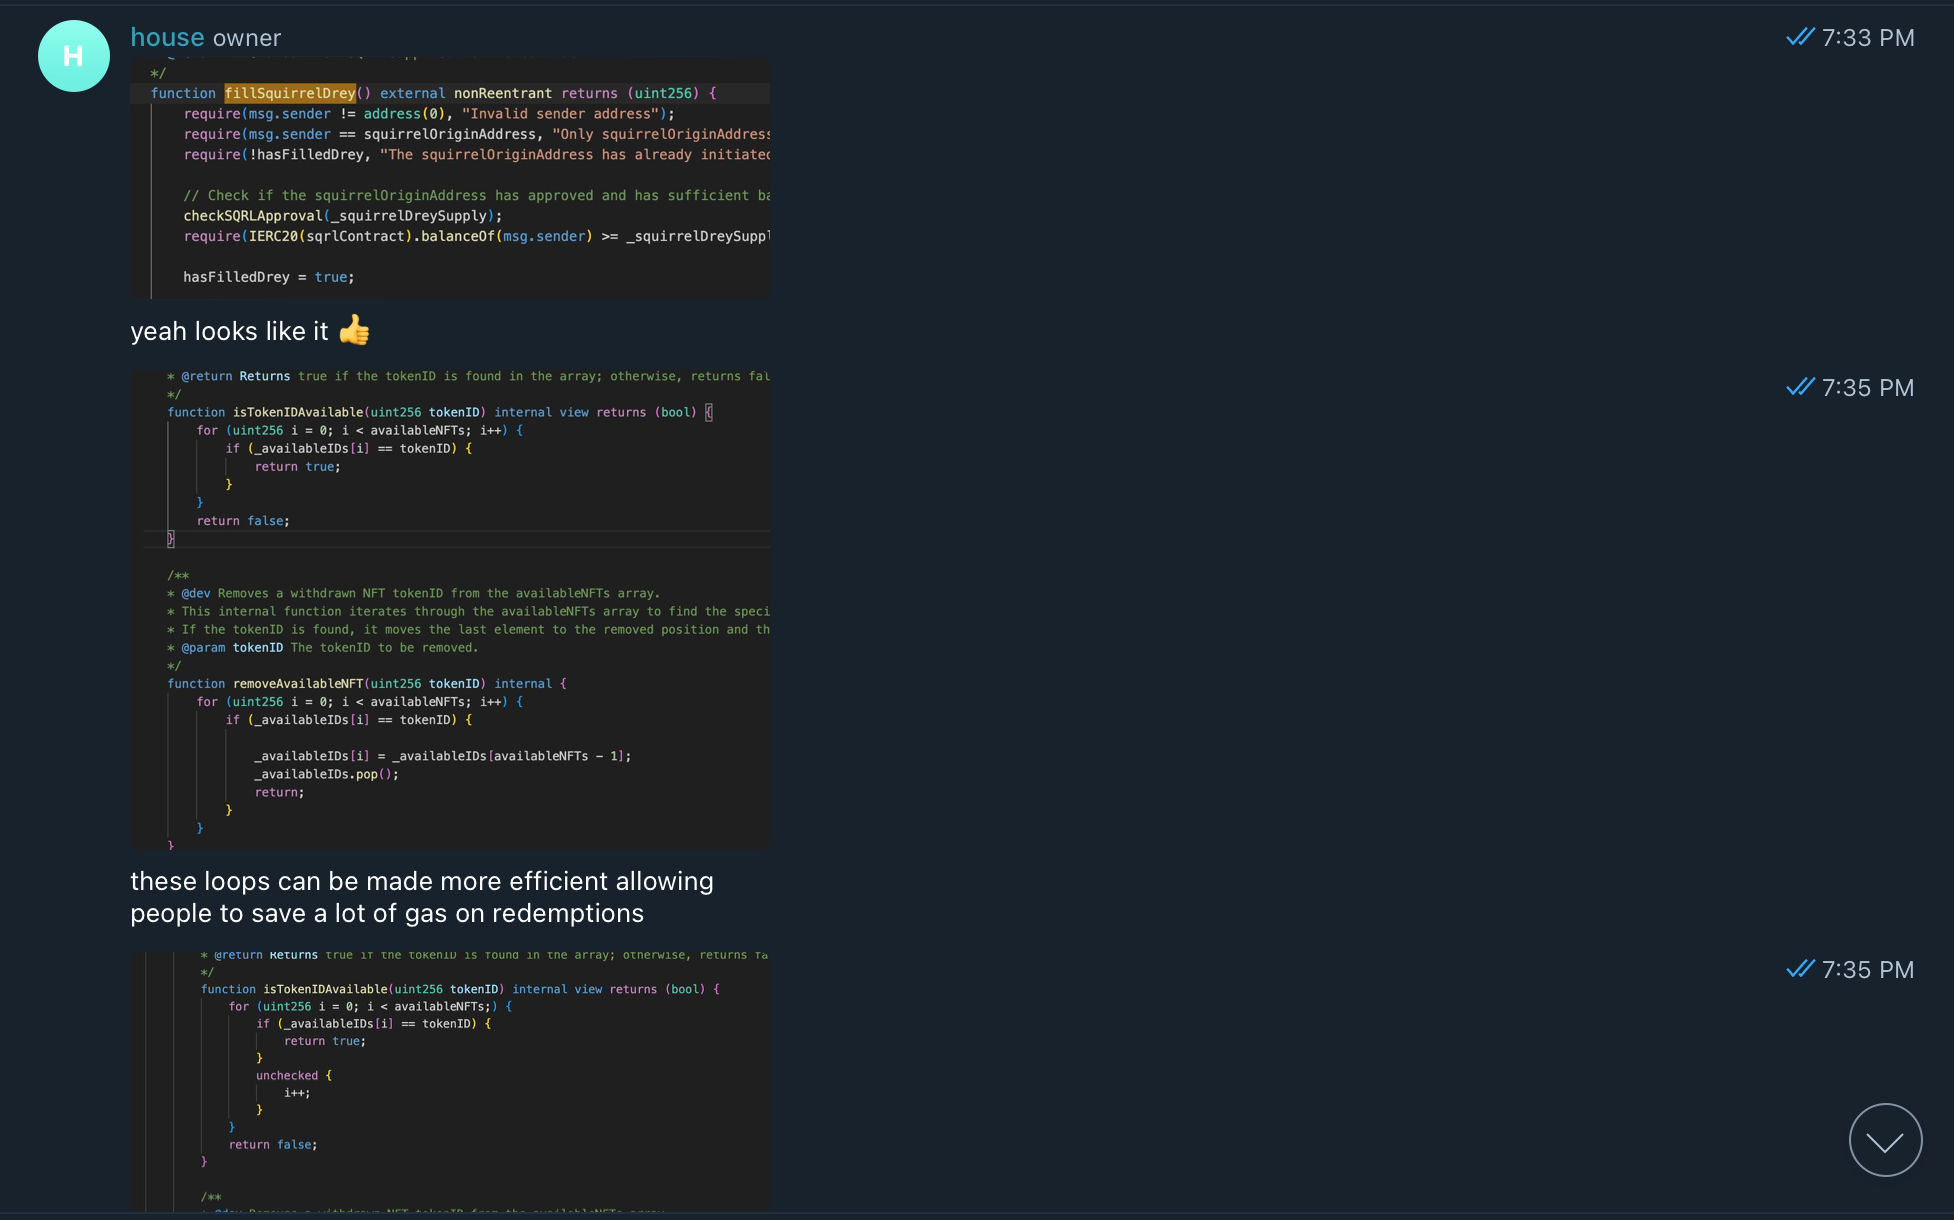 H
house owner
7:33 PM
*/
function fillSquirrelDrey() external nonReentrant returns (uint256) {
require(msg.sender != address(0), "Invalid sender address");
require(msg.sender == squirrelOriginAddress, "Only squirrelOriginAddress
require(!hasFilledDrey, "The squirrelOriginAddress has already initiated
// Check if the squirrelOriginAddress has approved and has sufficient ba
checkSQRLApproval(_squirrelDreySupply);
require(IERC20(sqrlContract).balanceOf(msg.sender) >= _squirrelDreySuppl
hasFilledDrey = true;
yeah looks like it 👍
7:35 PM
* @return Returns true if the tokenID is found in the array; otherwise, returns fal
*/
function isTokenIDAvailable(uint256 tokenID) internal view returns (bool) {
for (uint256 i = 0; i < availableNFTs; i++) {
if (_availableIDs[i] == tokenID) {
return true;
}
}
return false;
}
/**
* @dev Removes a withdrawn NFT tokenID from the availableNFTs array.
* This internal function iterates through the availableNFTs array to find the speci
* If the tokenID is found, it moves the last element to the removed position and th
* @param tokenID The tokenID to be removed.
*/
function removeAvailableNFT(uint256 tokenID) internal {
for (uint256 i = 0; i < availableNFTs; i++) {
if (_availableIDs[i] == tokenID) {
_availableIDs[i] = _availableIDs[availableNFTs - 1];
_availableIDs.pop();
return;
}
}
}
these loops can be made more efficient allowing
people to save a lot of gas on redemptions
7:35 PM
* @return Returns true if the tokenID is found in the array; otherwise, returns fa
*/
function isTokenIDAvailable(uint256 tokenID) internal view returns (bool) {
for (uint256 i = 0; i < availableNFTs;) {
if (_availableIDs[i] == tokenID) {
return true;
}
unchecked {
i++;
}
}
return false;
}
/**